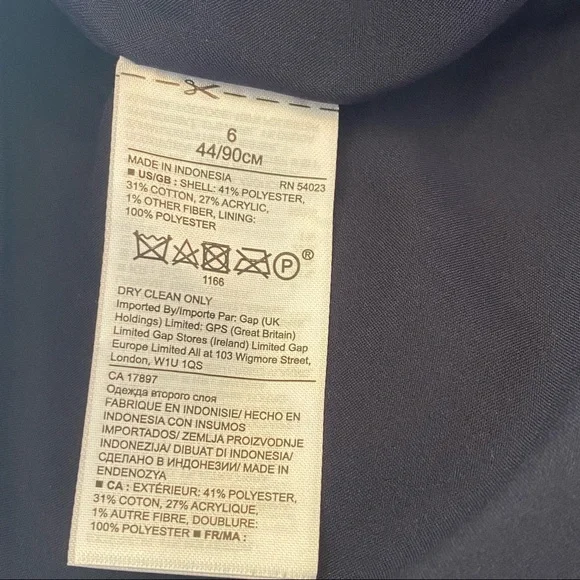 6
44/90CM
MADE IN INDONESIA RN 54023
■ US/GB : SHELL: 41% POLYESTER,
31% COTTON, 27% ACRYLIC,
1% OTHER FIBER, LINING:
100% POLYESTER
P®
1166
DRY CLEAN ONLY
Imported By/Importe Par: Gap (UK
Holdings) Limited: GPS (Great Britain)
Limited Gap Stores (Ireland) Limited Gap
Europe Limited All at 103 Wigmore Street,
London, W1U 1QS
CA 17897
Одежда второго слоя
FABRIQUE EN INDONISIE/ HECHO EN
INDONESIA CON INSUMOS
IMPORTADOS/ ZEMLJA PROIZVODNJE
INDONEZIJA/ DIBUAT DI INDONESIA/
СДЕЛАНО В ИНДОНЕЗИИ/ MADE IN
ENDENOZYA
■ CA : EXTÉRIEUR: 41% POLYESTER,
31% COTON, 27% ACRYLIQUE,
1% AUTRE FIBRE, DOUBLURE:
100% POLYESTER ■ FR/MA :